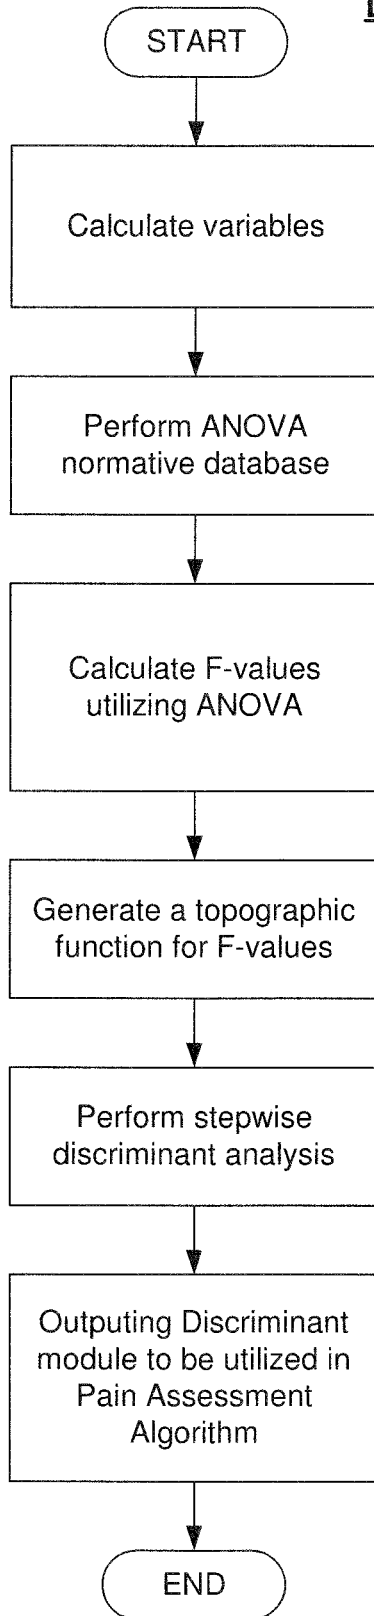 START
Calculate variables
Perform ANOVA
normative database
Calculate F-values
utilizing ANOVA
Generate a topographic
function for F-values
Perform stepwise
discriminant analysis
Outputing Discriminant
module to be utilized in
Pain Assessment
Algorithm
END